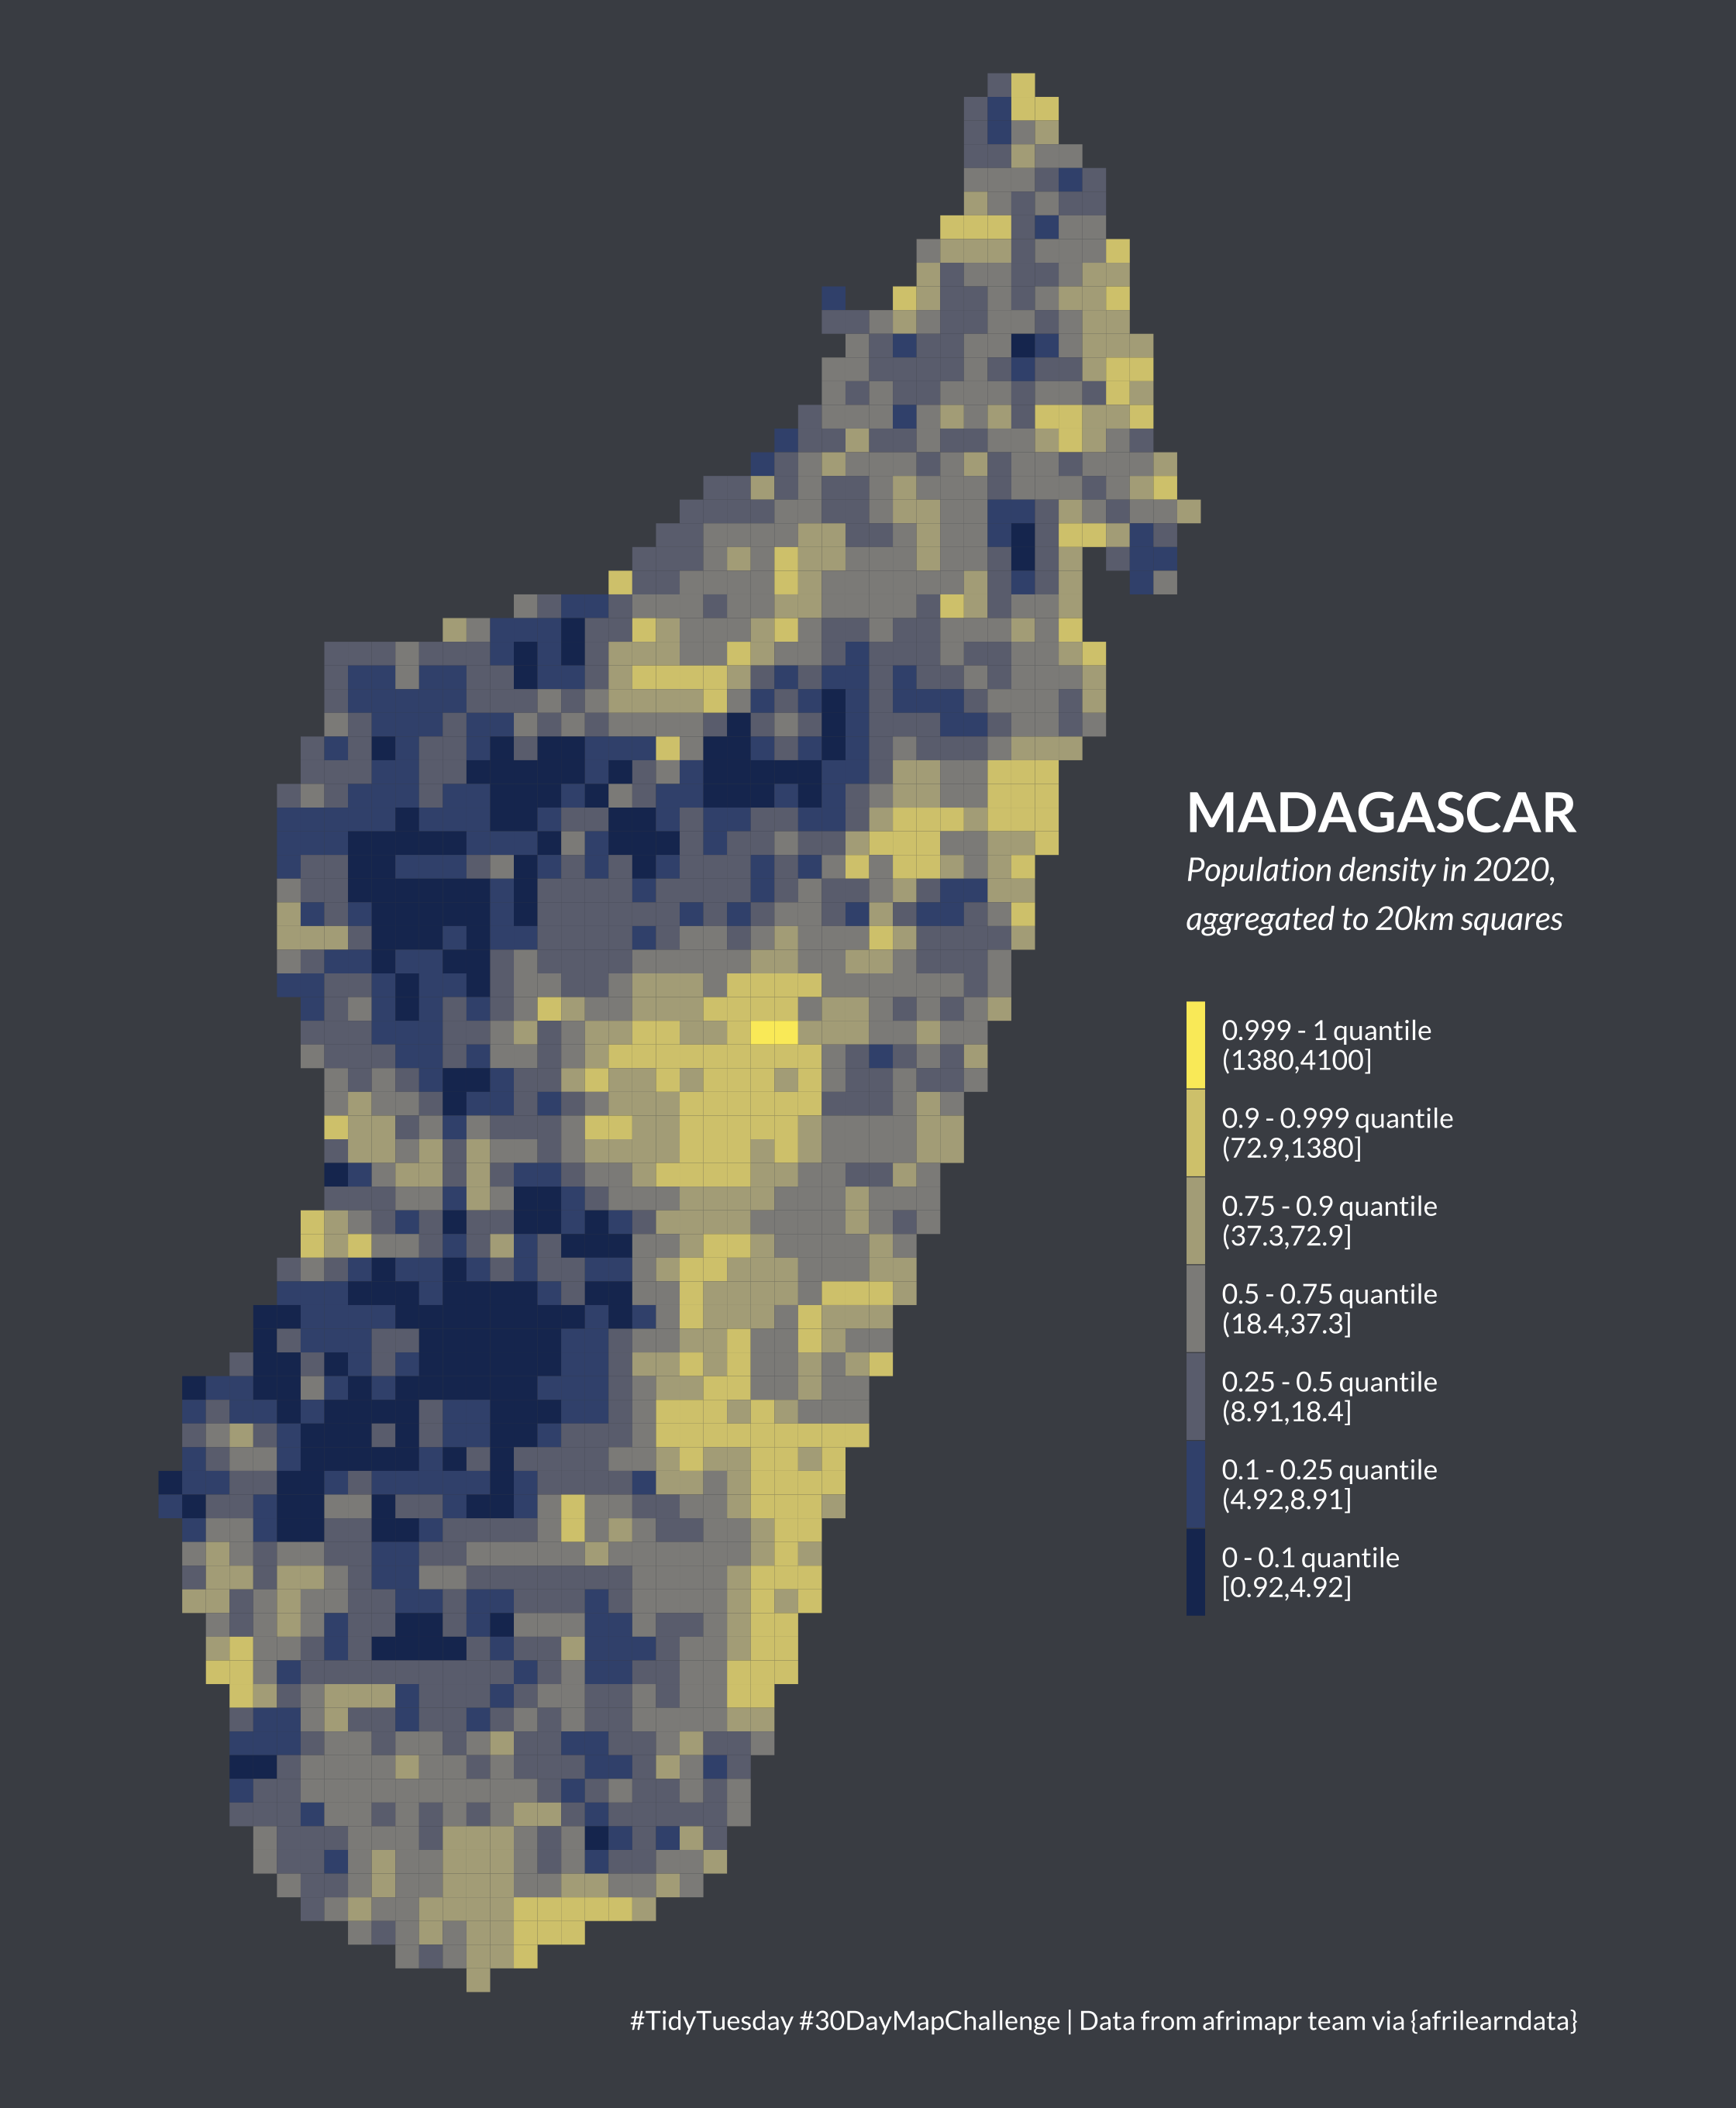 MADAGASCAR
Population density in 2020,
aggregated to 20km squares
0.999 - 1 quantile
(1380,4100]
0.9 - 0.999 quantile
(72.9,1380]
0.75 - 0.9 quantile
(37.3,72.9]
0.5 - 0.75 quantile
(18.4,37.3]
0.25 - 0.5 quantile
(8.91,18.4]
0.1 - 0.25 quantile
(4.92,8.91]
0 - 0.1 quantile
[0.92,4.92]
#TidyTuesday #30DayMapChallenge | Data from afrimapr team via {afrilearndata}